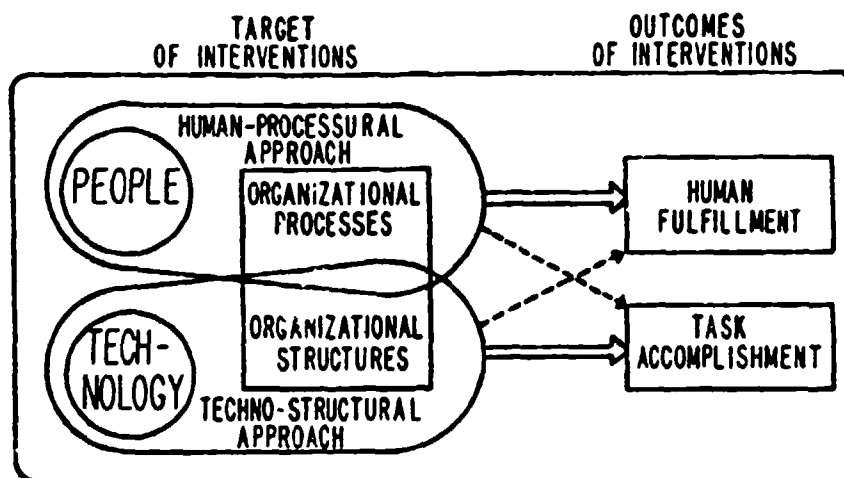 TARGET
OF INTERVENTIONS
OUTCOMES
OF INTERVENTIONS
HUMAN-PROCESSURAL
APPROACH
PEOPLE
ORGANIZATIONAL
PROCESSES
HUMAN
FULFILLMENT
ORGANIZATIONAL
STRUCTURES
TECH-
NOLOGY
TASK
ACCOMPLISHMENT
TECHNO-STRUCTURAL
APPROACH